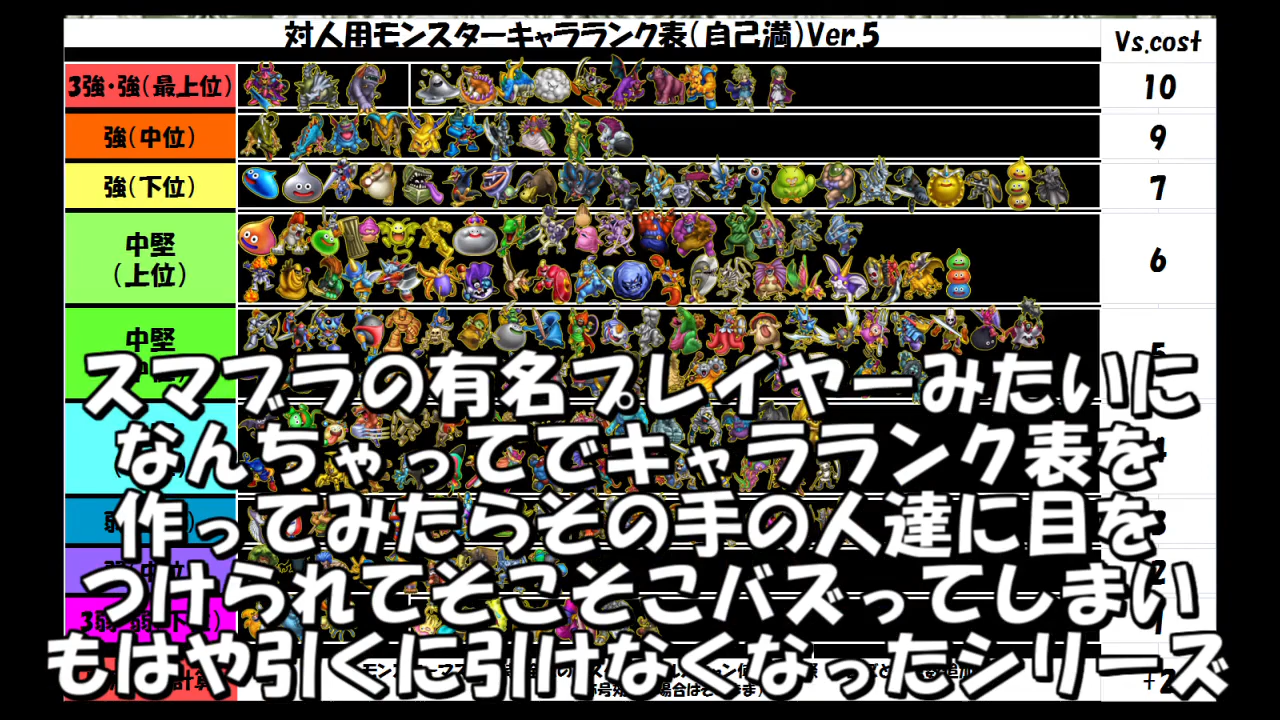 対人用モンスターキャラランク表(自己満)Ver.5
Vs.cost
3強・強(最上位)
10
強(中位)
9
強(下位)
7
中堅
(上位)
6
中堅
スマブラの有名プレイヤーみたいに
なんちゃってでキャラランク表を
作ってみたらその手の人達に目を
つけられてそこそこバズってしまい
もはや引くに引けなくなったシリーズ